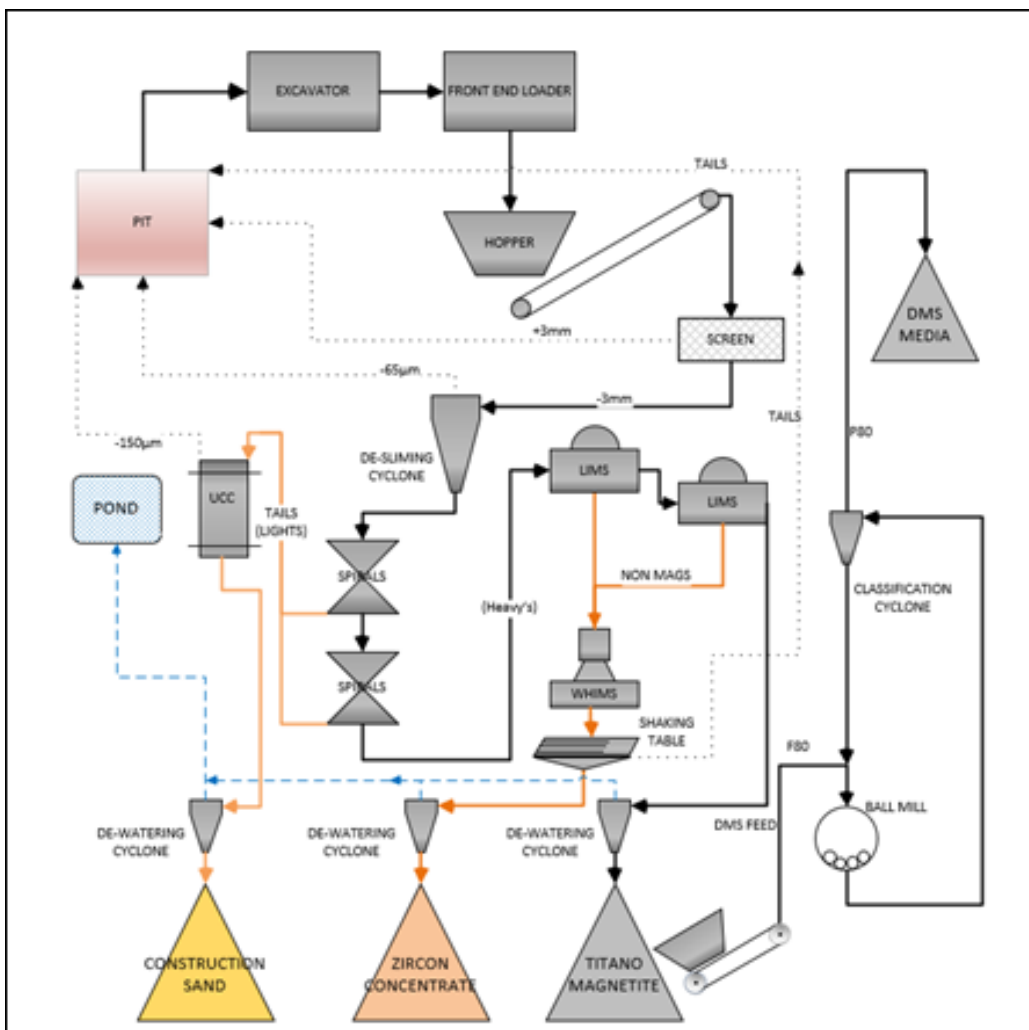 EXCAVATOR
FRONT END LOADER
TAILS
PIT
HOPPER
DMS
MEDIA
+3mm
SCREEN
-65µm
-3mm
TAILS
P80
-150µm
DE-SLIMING
CYCLONE
LIMS
LIMS
UCC
POND
TAILS
(LIGHTS)
SPIRALS
NON MAGS
CLASSIFICATION
CYCLONE
(Heavy's)
SPIRALS
WHIMS
SHAKING
TABLE
F80
BALL MILL
DE-WATERING
CYCLONE
DE-WATERING
CYCLONE
DE-WATERING
CYCLONE
DMS FEED
CONSTRUCTION
SAND
ZIRCON
CONCENTRATE
TITANO
MAGNETITE